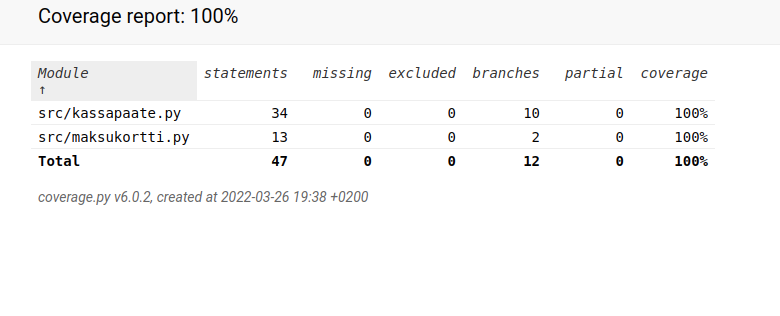 Coverage report: 100%
Module ↑ statements missing excluded branches partial coverage
src/kassapaate.py 34 0 0 10 0 100%
src/maksukortti.py 13 0 0 2 0 100%
Total 47 0 0 12 0 100%
coverage.py v6.0.2, created at 2022-03-26 19:38 +0200